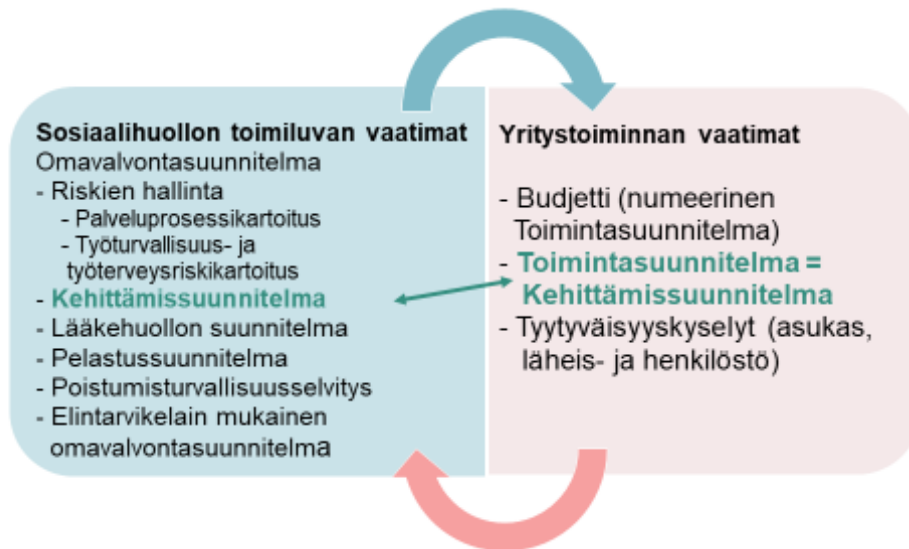 Sosiaalihuollon toimiluvan vaatimat
Omavalvontasuunnitelma
- Riskien hallinta
- Palveluprosessikartoitus
- Työturvallisuus- ja
työterveysriskikartoitus
- Kehittämissuunnitelma
- Lääkehuollon suunnitelma
- Pelastussuunnitelma
- Poistumisturvallisuusselvitys
- Elintarvikelain mukainen
omavalvontasuunnitelma
Yritystoiminnan vaatimat
- Budjetti (numeerinen
Toimintasuunnitelma)
- Toimintasuunnitelma =
Kehittämissuunnitelma
- Tyytyväisyyskyselyt (asukas,
läheis- ja henkilöstö)